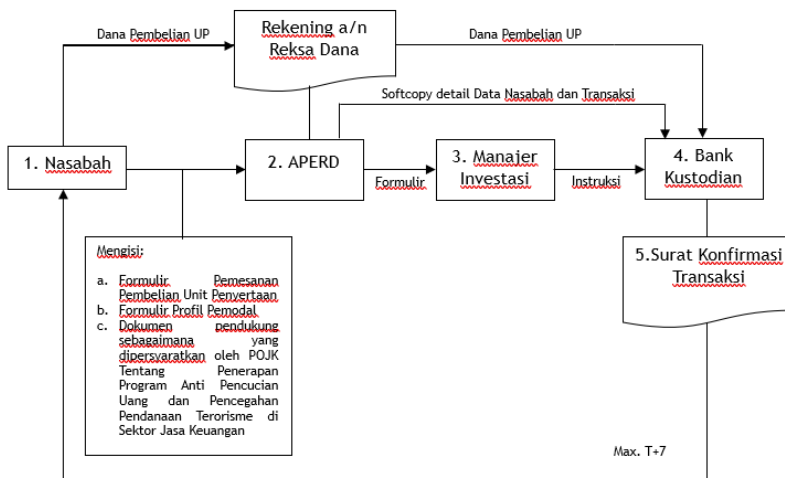 Dana Pembelian UP
Rekening a/n
Reksa Dana
Dana Pembelian UP
Softcopy detail Data Nasabah dan Transaksi
1. Nasabah
2. APERD
Formulir
3. Manajer
Investasi
Instruksi
4. Bank
Kustodian
Mengisi:
a. Formulir Pemesanan
Pembelian Unit Penyertaan
b. Formulir Profil Pemodal
c. Dokumen pendukung
sebagaimana yang
dipersyaratkan oleh POJK
Tentang Penerapan
Program Anti Pencucian
Uang dan Pencegahan
Pendanaan Terorisme di
Sektor Jasa Keuangan
5.Surat Konfirmasi
Transaksi
Max. T+7